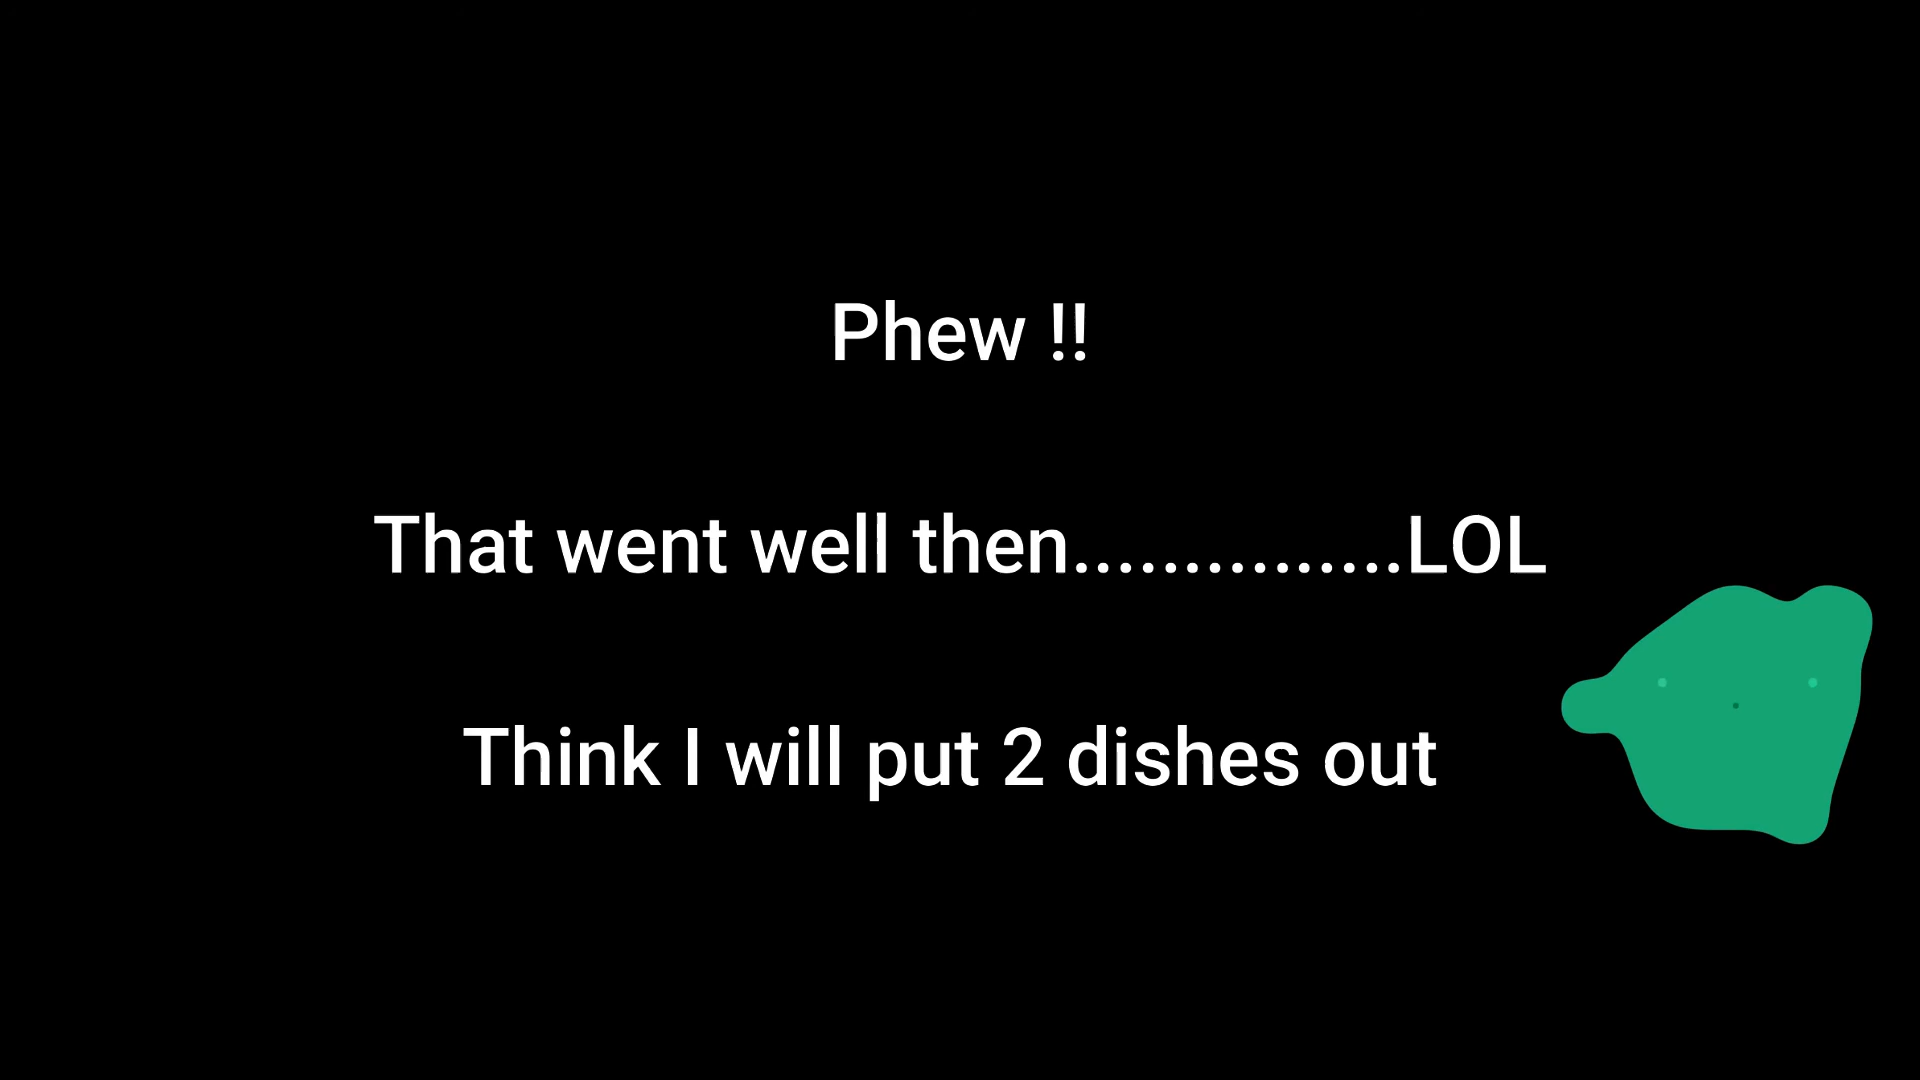 Phew !!
That went well then...............LOL
Think I will put 2 dishes out